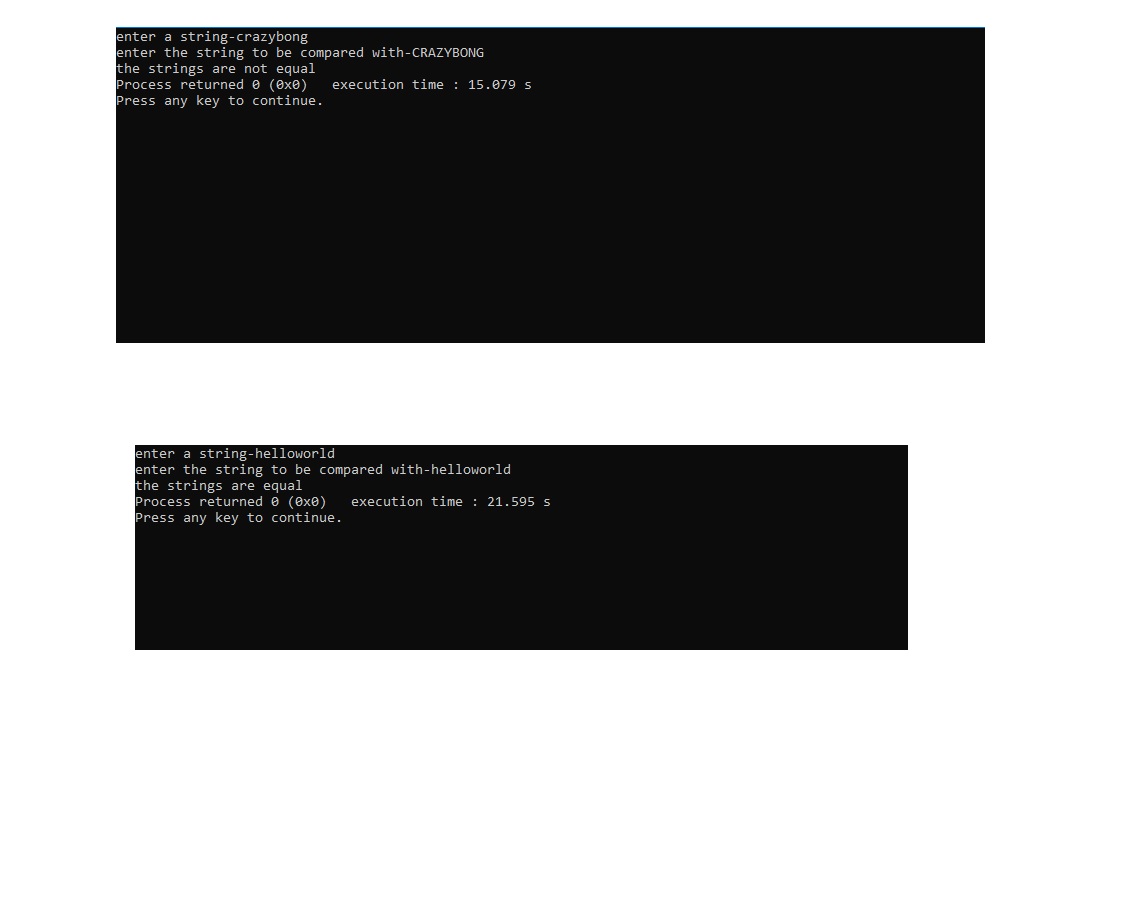 enter a string-crazybong
enter the string to be compared with-CRAZYBONG
the strings are not equal
Process returned 0 (0x0)   execution time : 15.079 s
Press any key to continue.
enter a string-helloworld
enter the string to be compared with-helloworld
the strings are equal
Process returned 0 (0x0)   execution time : 21.595 s
Press any key to continue.